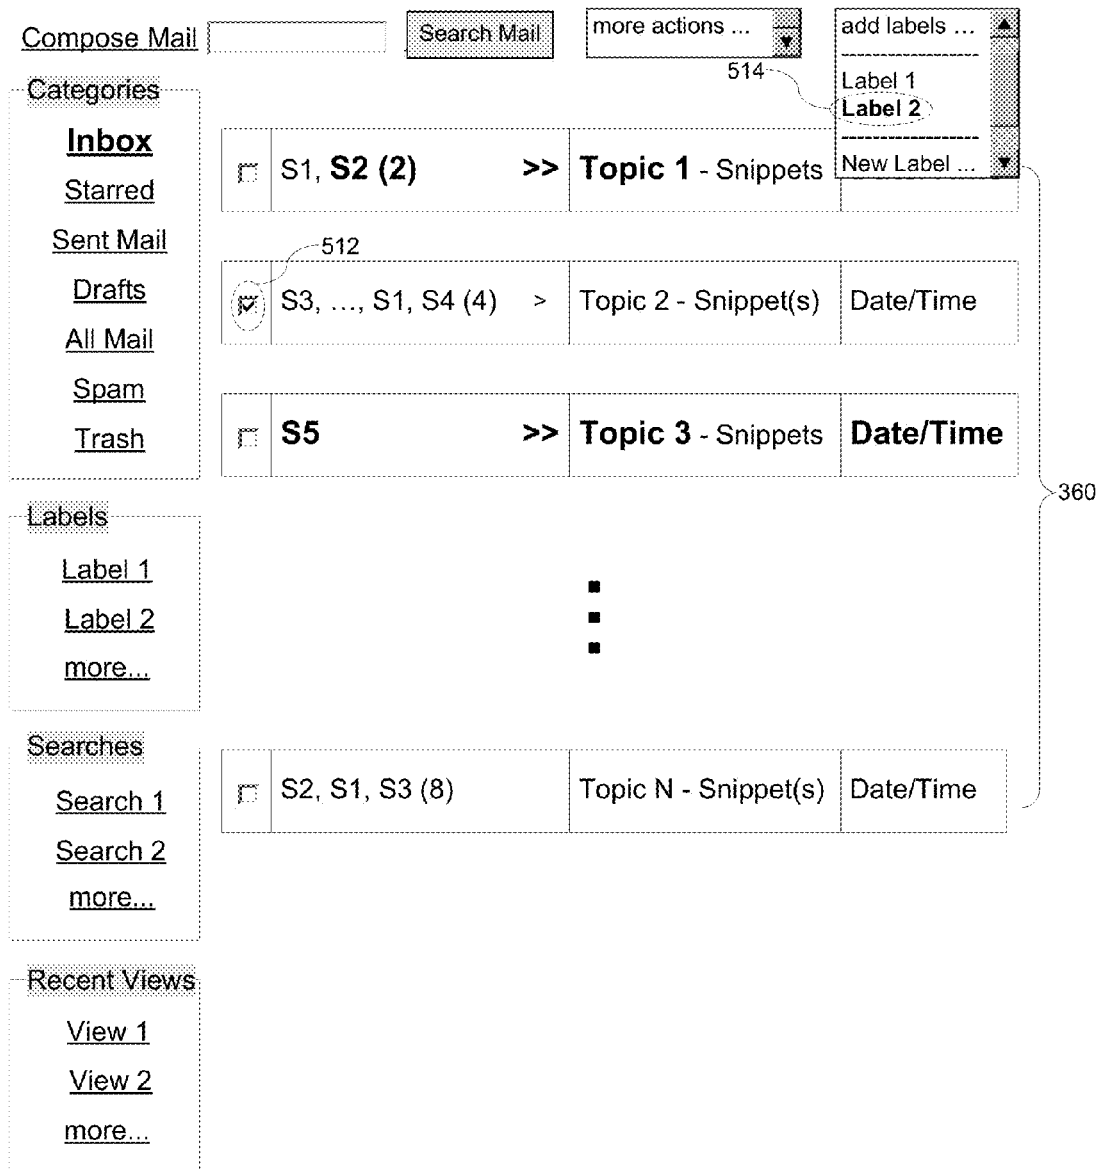 Compose Mail
Search Mail
more actions ...
add labels ...
Label 1
Label 2
New Label ...
514
Categories
Inbox
Starred
Sent Mail
Drafts
All Mail
Spam
Trash
S1, S2 (2) >> Topic 1 - Snippets
512
S3, ..., S1, S4 (4) > Topic 2 - Snippet(s) Date/Time
S5 >> Topic 3 - Snippets Date/Time
360
Labels
Label 1
Label 2
more...
Searches
Search 1
Search 2
more...
S2, S1, S3 (8) Topic N - Snippet(s) Date/Time
Recent Views
View 1
View 2
more...